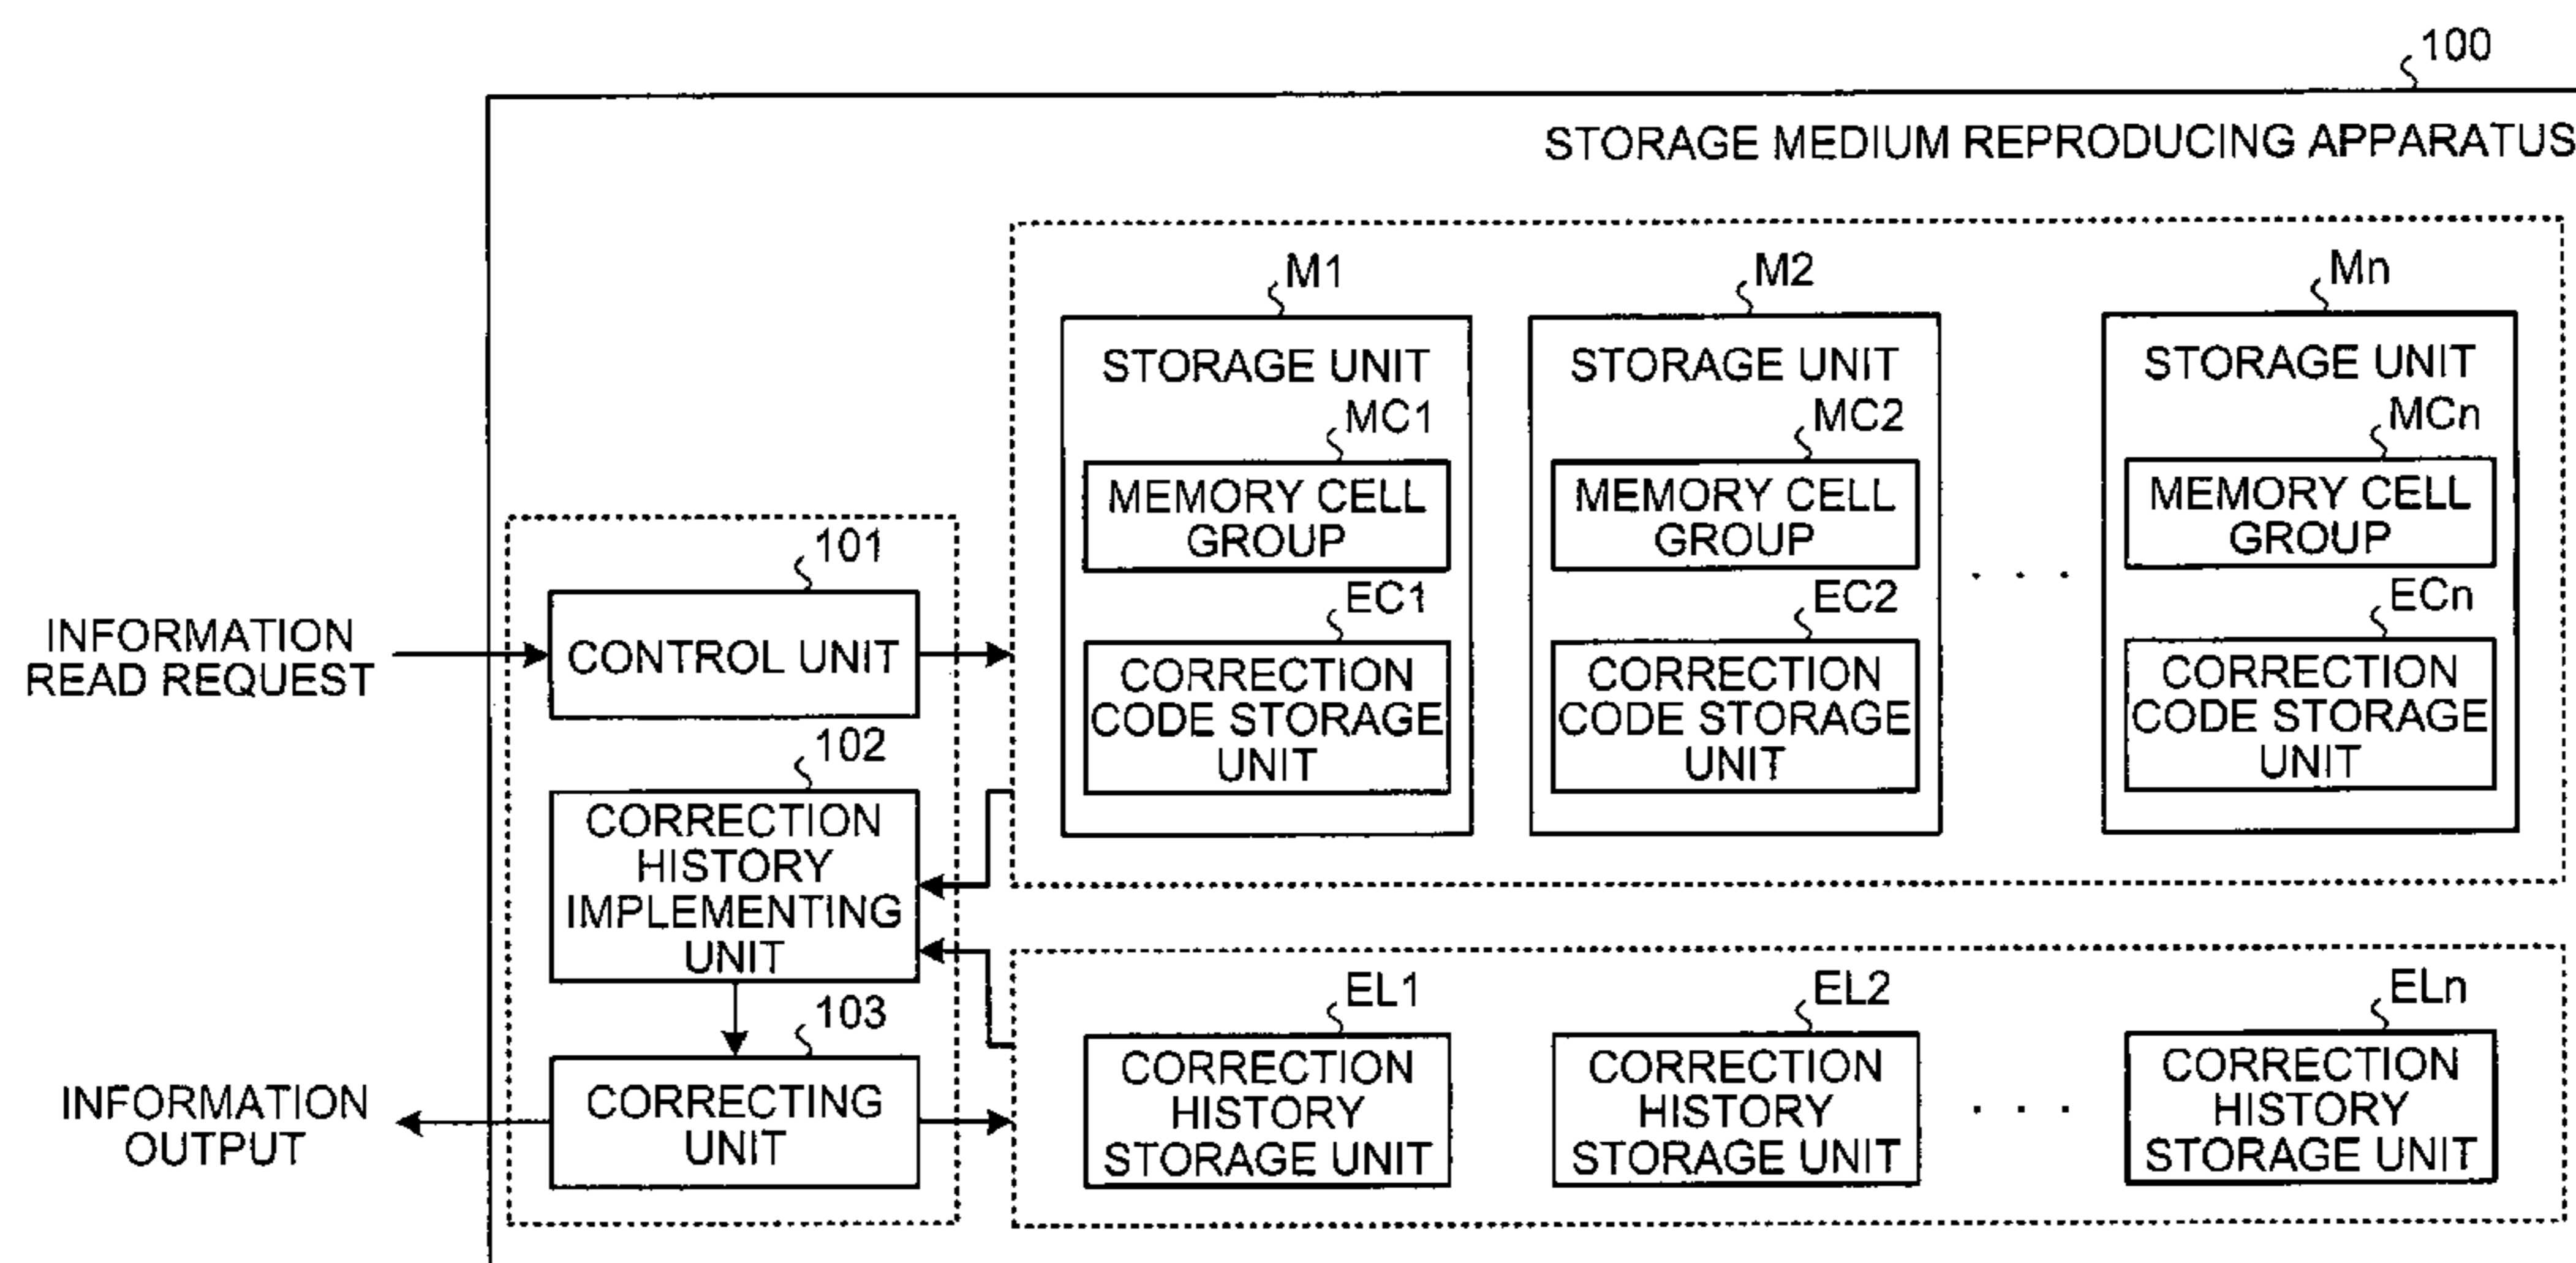 100
STORAGE MEDIUM REPRODUCING APPARATUS
M1
M2
Mn
STORAGE UNIT
STORAGE UNIT
STORAGE UNIT
MC1
MC2
MCn
MEMORY CELL
GROUP
MEMORY CELL
GROUP
MEMORY CELL
GROUP
EC1
EC2
ECn
CORRECTION
CODE STORAGE
UNIT
CORRECTION
CODE STORAGE
UNIT
CORRECTION
CODE STORAGE
UNIT
. . .
INFORMATION
READ REQUEST
101
CONTROL UNIT
102
CORRECTION
HISTORY
IMPLEMENTING
UNIT
103
CORRECTING
UNIT
INFORMATION
OUTPUT
EL1
EL2
ELn
CORRECTION
HISTORY
STORAGE UNIT
CORRECTION
HISTORY
STORAGE UNIT
. . .
CORRECTION
HISTORY
STORAGE UNIT